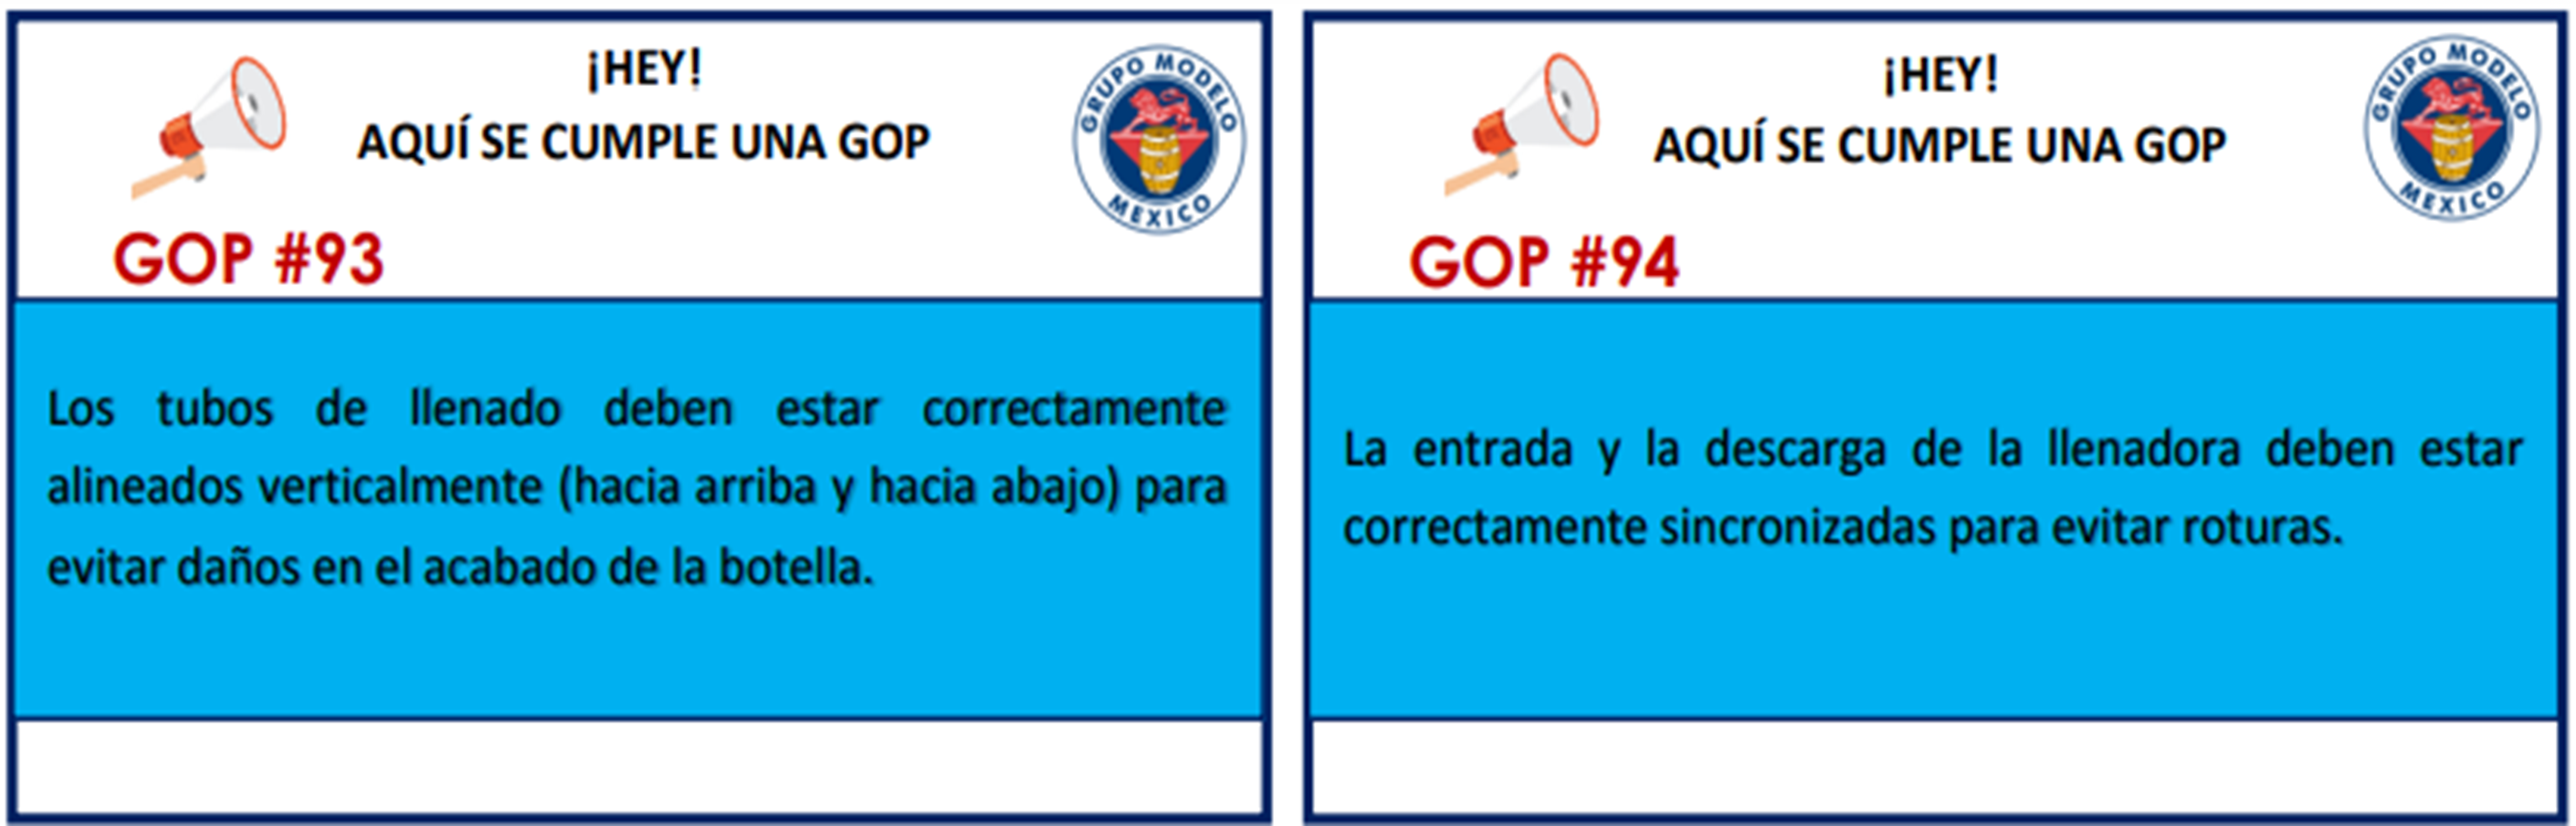 ¡HEY!
AQUÍ SE CUMPLE UNA GOP
GRUPO MODELO
MEXICO
GOP #93
Los tubos de llenado deben estar correctamente
alineados verticalmente (hacia arriba y hacia abajo) para
evitar daños en el acabado de la botella.
¡HEY!
AQUÍ SE CUMPLE UNA GOP
GRUPO MODELO
MEXICO
GOP #94
La entrada y la descarga de la llenadora deben estar
correctamente sincronizadas para evitar roturas.